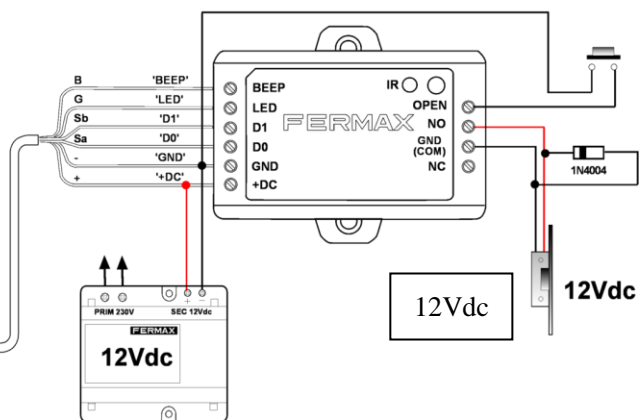 B 'BEEP'
G 'LED'
Sb 'D1'
Sa 'D0'
- 'GND'
+ '+DC'
BEEP
LED
D1
D0
GND
+DC
FERMAX
IR
OPEN
NO
GND
(COM)
NC
1N4004
12Vdc
12Vdc
PRIM 230V
+ -
SEC 12Vdc
FERMAX
12Vdc